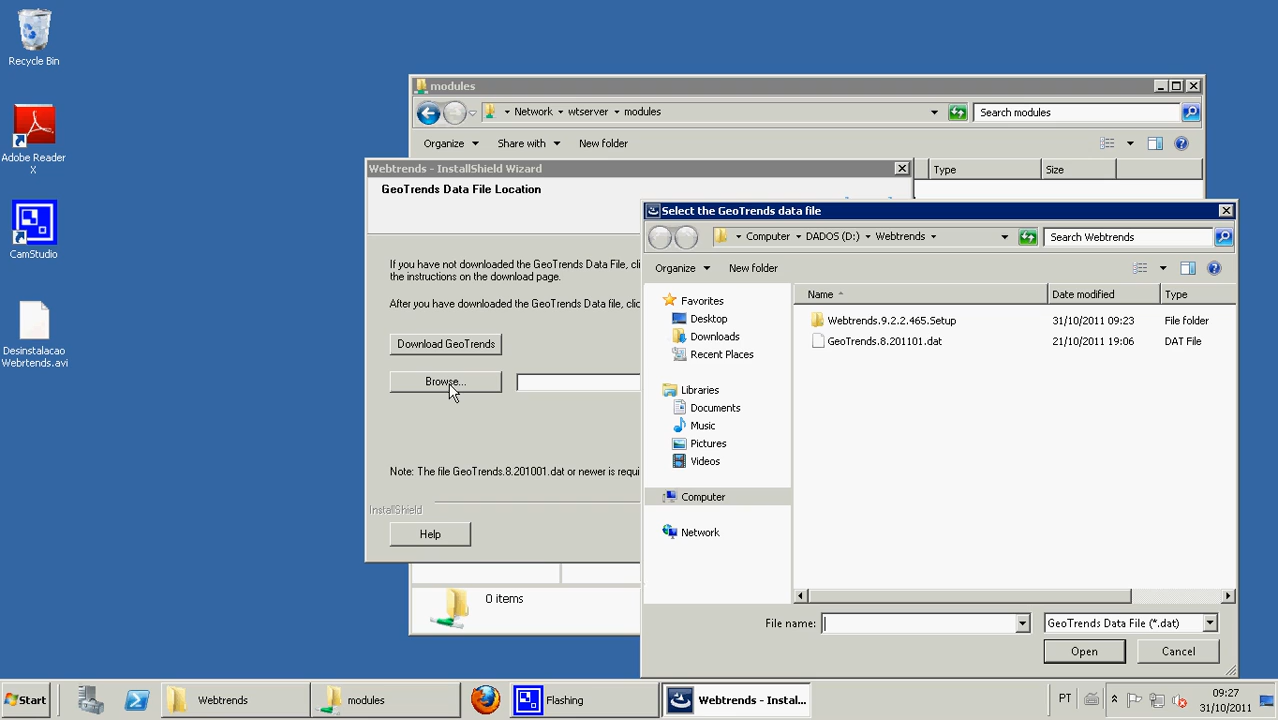 Recycle Bin
Adobe Reader
X
CamStudio
Desinstalacao
Webrtends.avi
modules
Network
wtserver
modules
Search modules
Organize
Share with
New folder
Type
Size
Webtrends - InstallShield Wizard
GeoTrends Data File Location
If you have not downloaded the GeoTrends Data File, cli
the instructions on the download page.
After you have downloaded the GeoTrends Data file, clic
Download GeoTrends
Browse...
Note: The file GeoTrends.8.201001.dat or newer is requi
InstallShield
Help
0 items
Select the GeoTrends data file
Computer
DADOS (D:)
Webtrends
Search Webtrends
Organize
New folder
Favorites
Desktop
Downloads
Recent Places
Libraries
Documents
Music
Pictures
Videos
Computer
Network
Name
Date modified
Type
Webtrends.9.2.2.465.Setup
31/10/2011 09:23
File folder
GeoTrends.8.201101.dat
21/10/2011 19:06
DAT File
File name:
GeoTrends Data File (*.dat)
Open
Cancel
Start
Webtrends
modules
Flashing
Webtrends - Instal...
PT
09:27
31/10/2011